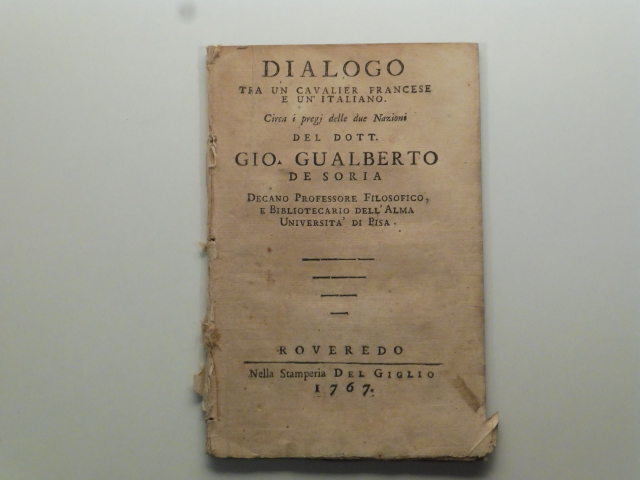 DIALOGO
TRA UN CAVALIER FRANCESE
E UN' ITALIANO.
Circa i pregj delle due Nazioni
DEL DOTT.
GIO. GUALBERTO
DE SORIA
DECANO PROFESSORE FILOSOFICO,
E BIBLIOTECARIO DELL' ALMA
UNIVERSITA' DI PISA.
ROVEREDO
Nella Stamperia DEL GIGLIO
1767.